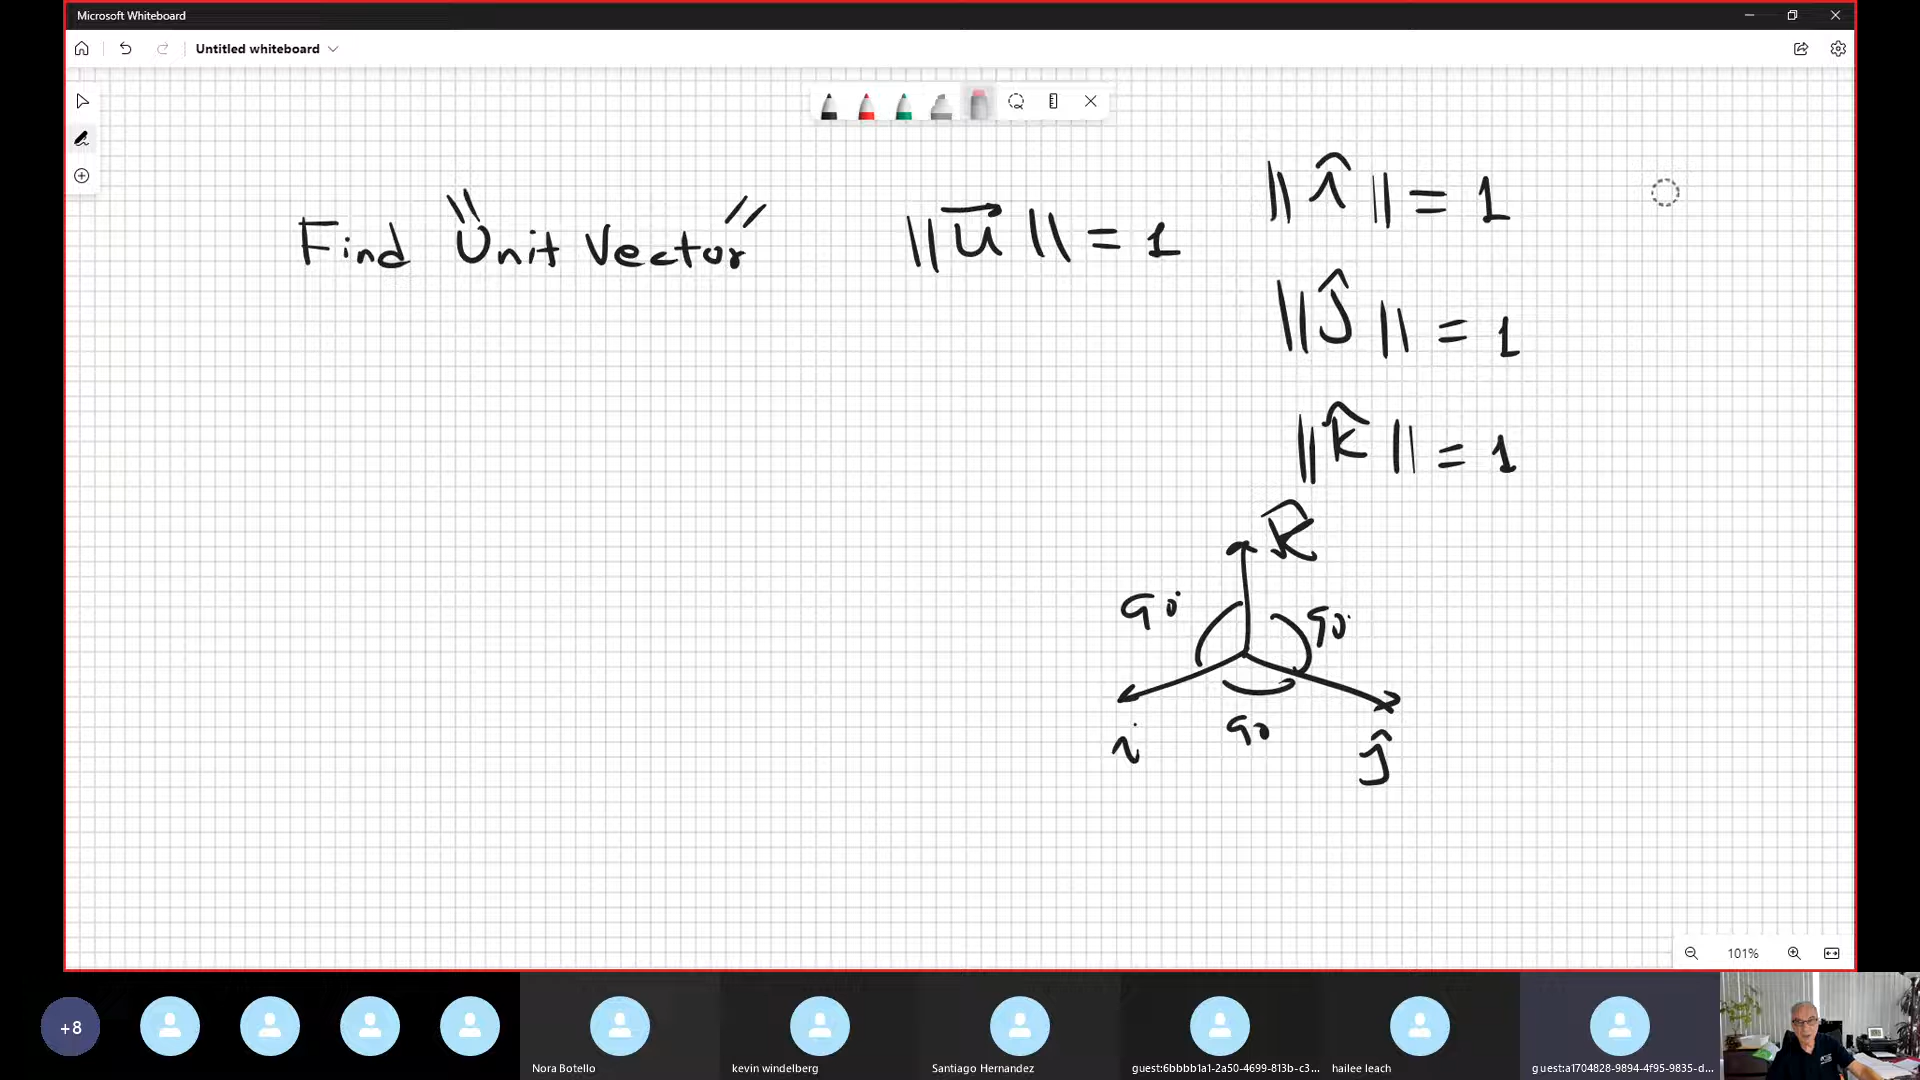 Microsoft Whiteboard
Untitled whiteboard
Find "Unit Vector" ||u⃗|| = 1
||î|| = 1
||ĵ|| = 1
||k̂|| = 1
k̂
90°
90°
90
i
ĵ
101%
+8
Nora Botello
kevin windelberg
Santiago Hernandez
guest:6bbbb1a1-2a50-4699-813b-c3...
hailee leach
guest:a1704828-9894-4f95-9835-d...